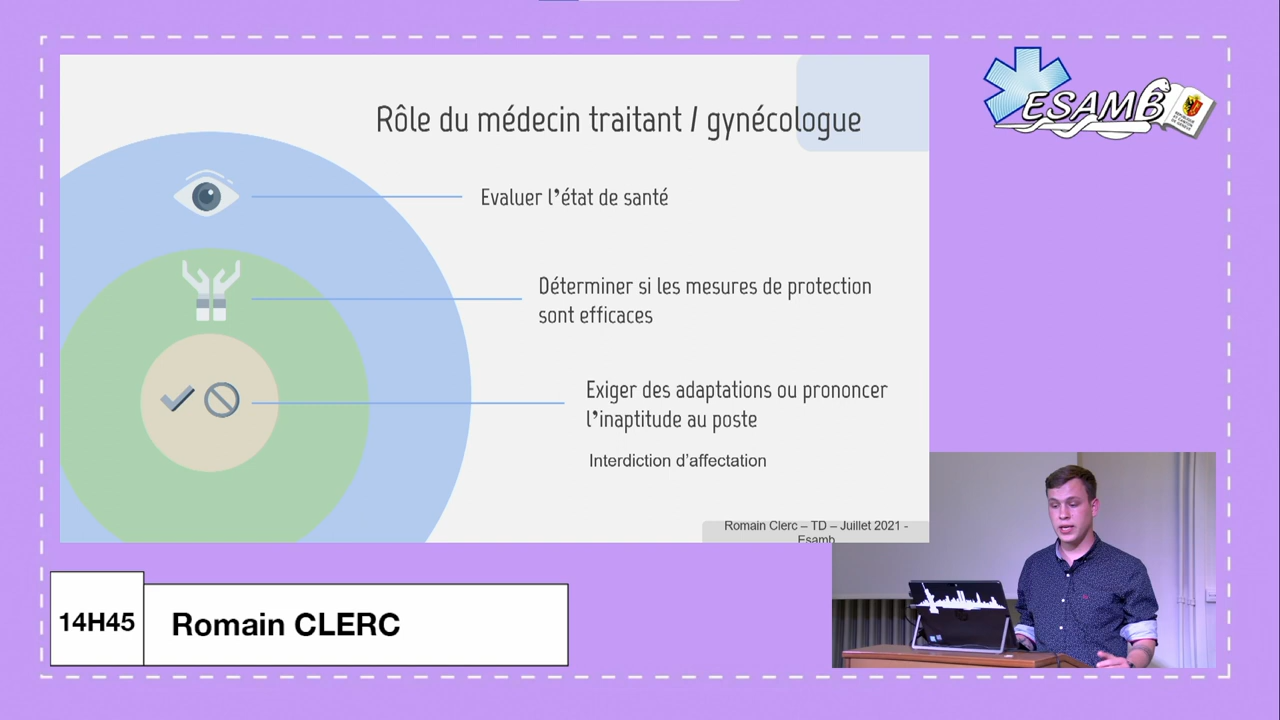 Rôle du médecin traitant / gynécologue
Evaluer l'état de santé
Déterminer si les mesures de protection
sont efficaces
Exiger des adaptations ou prononcer
l'inaptitude au poste
Interdiction d'affectation
Romain Clerc – TD – Juillet 2021 -
Esamb
ESAMB
14H45
Romain CLERC